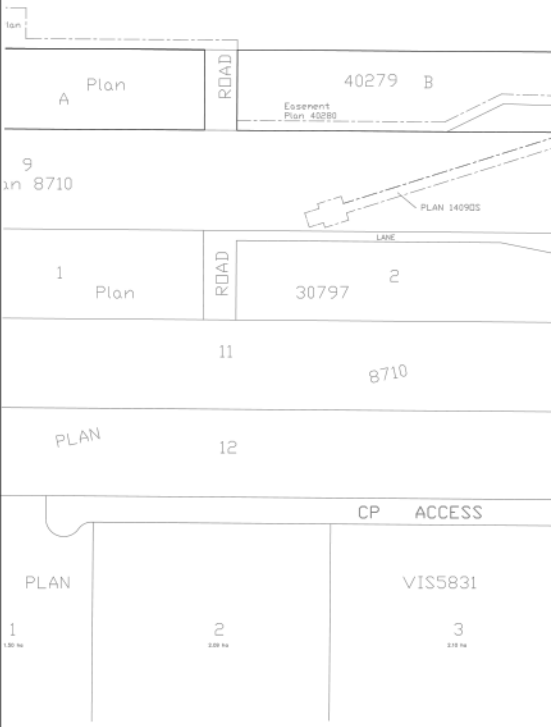 lan
Plan
A
ROAD
40279 B
Easement
Plan 40280
9
an 8710
PLAN 14090S
LANE
1
Plan
ROAD
30797
2
11
8710
PLAN
12
CP ACCESS
PLAN
VIS5831
1
2
3